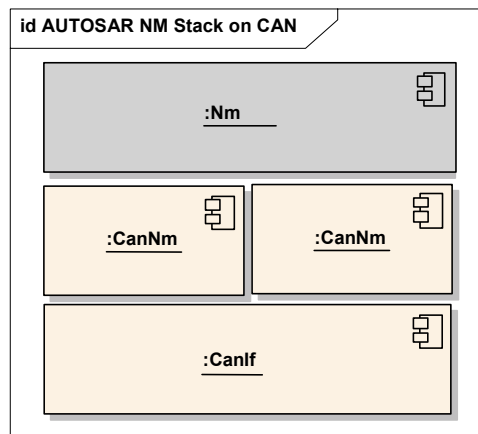 id AUTOSAR NM Stack on CAN
:Nm
:CanNm
:CanNm
:CanIf